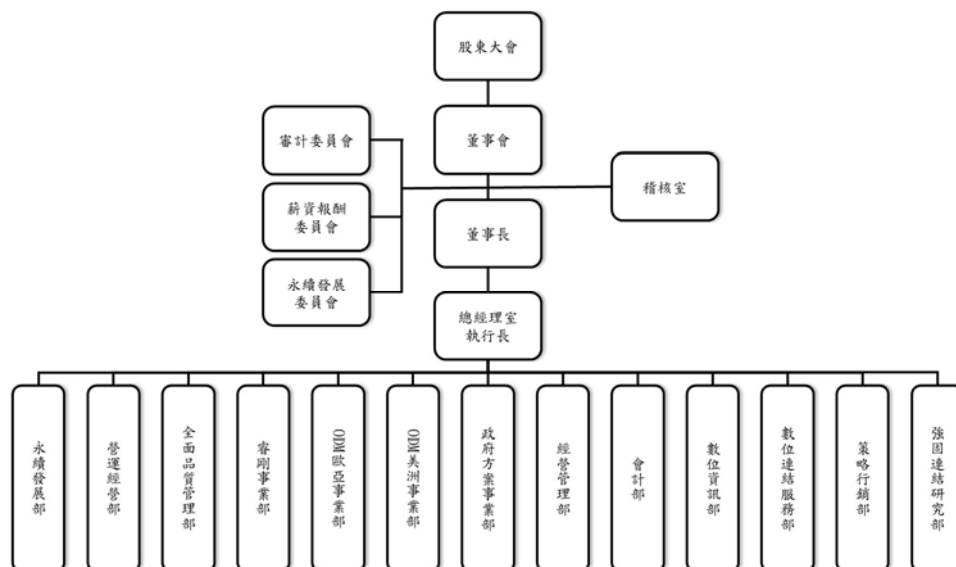 股東大會
董事會
審計委員會
稽核室
薪資報酬
委員會
董事長
永續發展
委員會
總經理室
執行長
永續發展部
營運經營部
全面品質管理部
睿剛事業部
ODM歐亞事業部
ODM美洲事業部
政府方案事業部
經營管理部
會計部
數位資訊部
數位連結服務部
策略行銷部
強固連結研究部